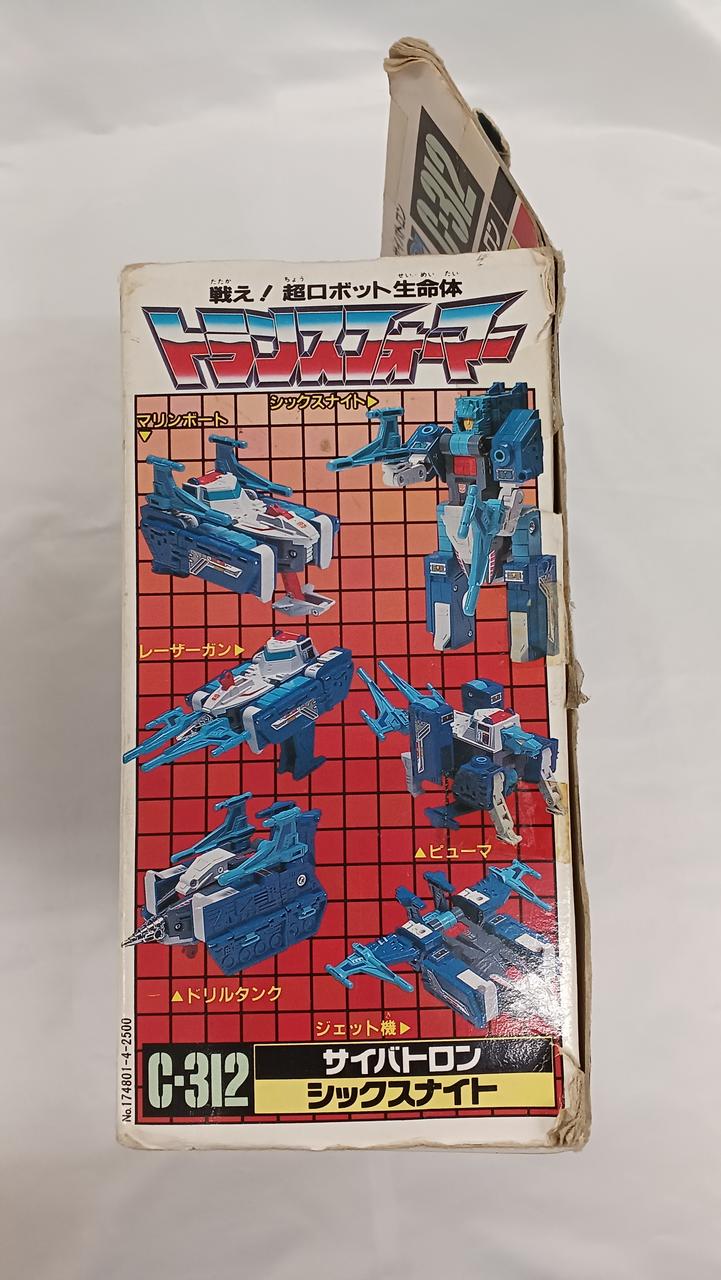 戦え!超ロボット生命体
トランスフォーマー
シックスナイト▶
マリンボート
▼
レーザーガン▶
▲ピューマ
▲ドリルタンク
ジェット機▶
C-312
サイバトロン
シックスナイト
No.174801-4-2500